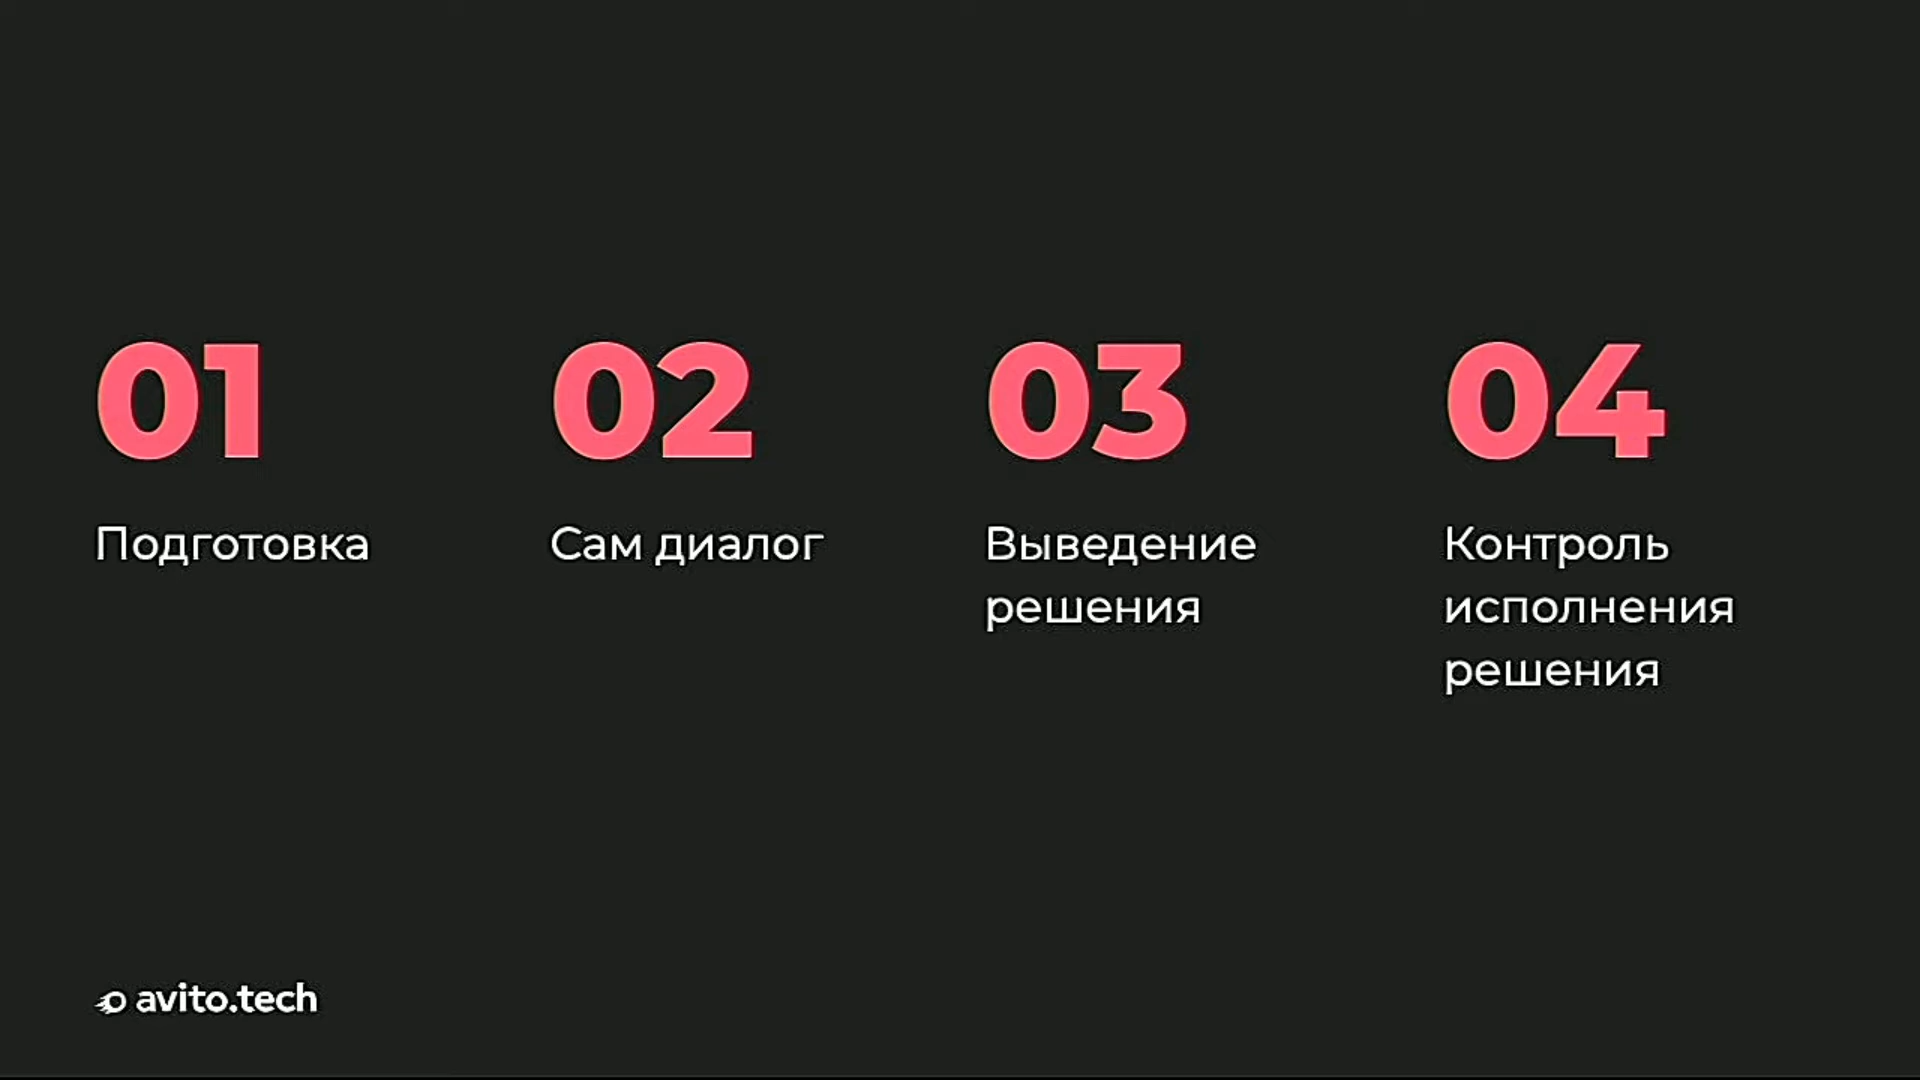 01
Подготовка
02
Сам диалог
03
Выведение
решения
04
Контроль
исполнения
решения
avito.tech